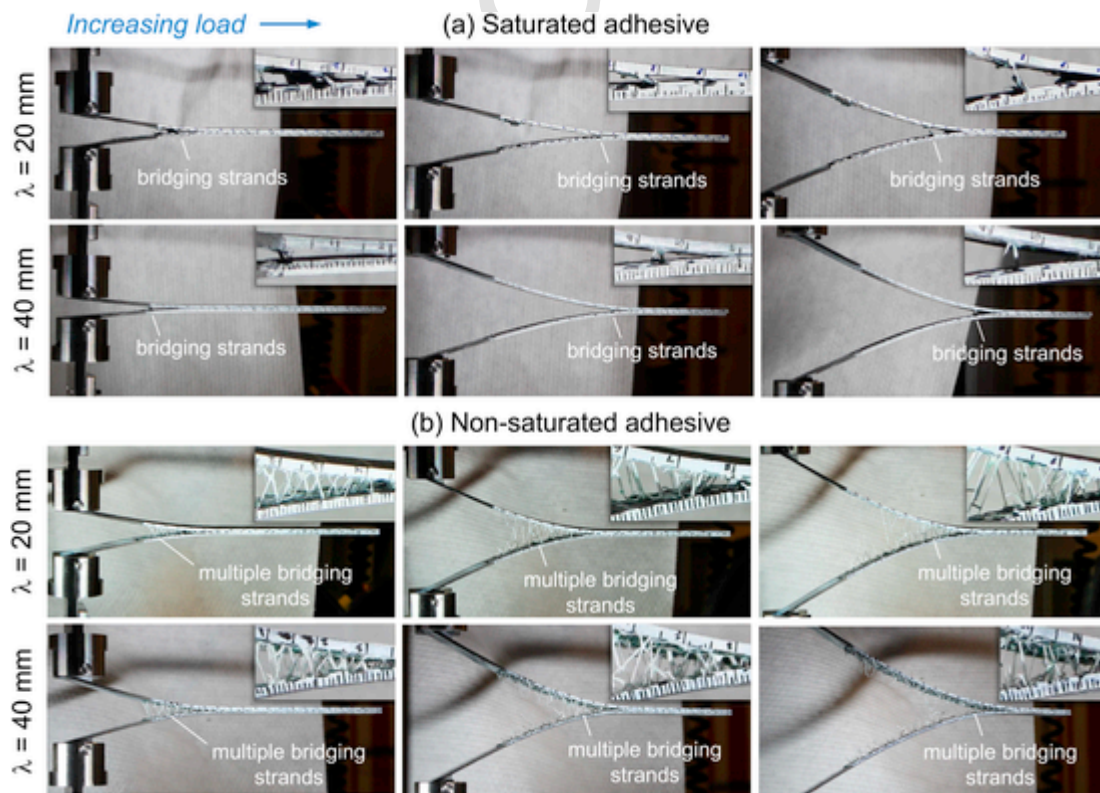 Increasing load
(a) Saturated adhesive
λ = 20 mm
bridging strands
bridging strands
bridging strands
λ = 40 mm
bridging strands
bridging strands
bridging strands
(b) Non-saturated adhesive
λ = 20 mm
multiple bridging
strands
multiple bridging
strands
multiple bridging
strands
λ = 40 mm
multiple bridging
strands
multiple bridging
strands
multiple bridging
strands